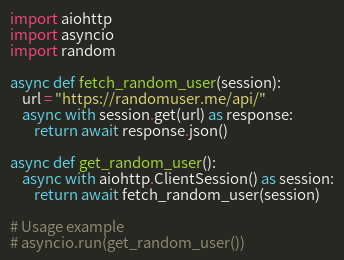 import aiohttp
import asyncio
import random

async def fetch_random_user(session):
    url = "https://randomuser.me/api/"
    async with session.get(url) as response:
        return await response.json()

async def get_random_user():
    async with aiohttp.ClientSession() as session:
        return await fetch_random_user(session)

# Usage example
# asyncio.run(get_random_user())